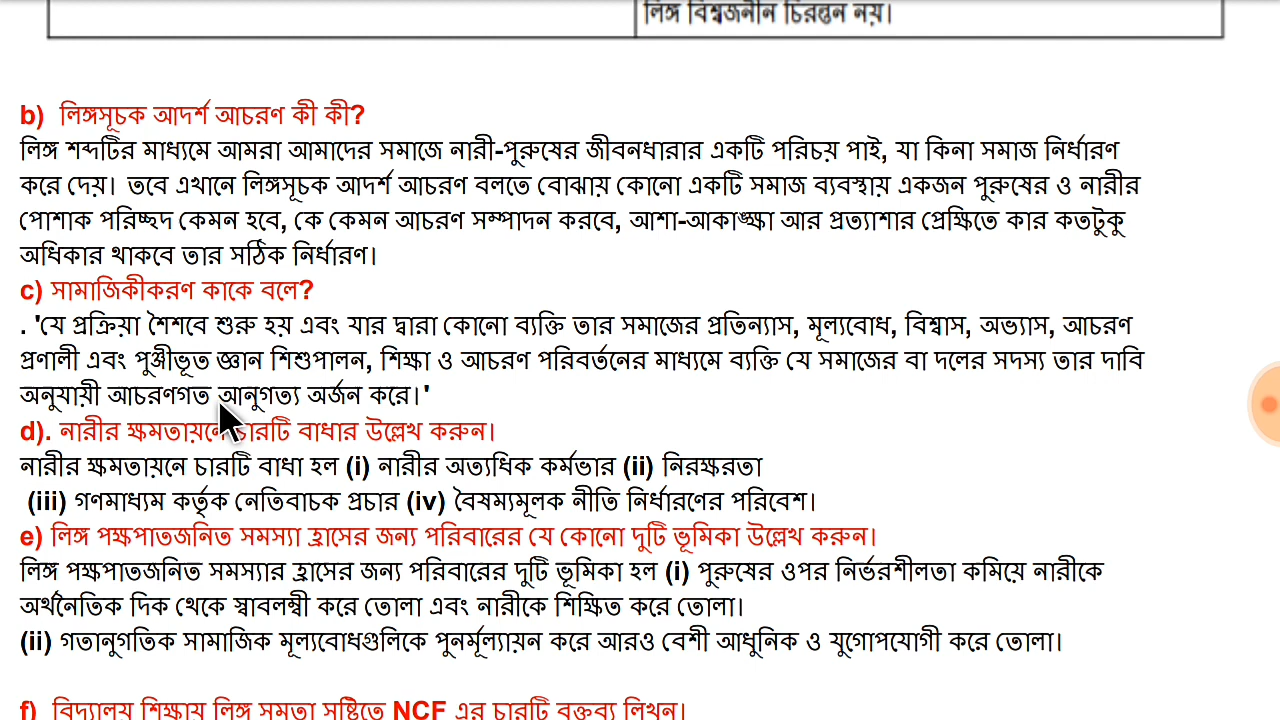 লিঙ্গ বিশ্বজনীন চিরন্তন নয়।
b) লিঙ্গসূচক আদর্শ আচরণ কী কী?
লিঙ্গ শব্দটির মাধ্যমে আমরা আমাদের সমাজে নারী-পুরুষের জীবনধারার একটি পরিচয় পাই, যা কিনা সমাজ নির্ধারণ
করে দেয়। তবে এখানে লিঙ্গসূচক আদর্শ আচরণ বলতে বোঝায় কোনো একটি সমাজ ব্যবস্থায় একজন পুরুষের ও নারীর
পোশাক পরিচ্ছদ কেমন হবে, কে কেমন আচরণ সম্পাদন করবে, আশা-আকাঙ্ক্ষা আর প্রত্যাশার প্রেক্ষিতে কার কতটুকু
অধিকার থাকবে তার সঠিক নির্ধারণ।
c) সামাজিকীকরণ কাকে বলে?
. 'যে প্রক্রিয়া শৈশবে শুরু হয় এবং যার দ্বারা কোনো ব্যক্তি তার সমাজের প্রতিন্যাস, মূল্যবোধ, বিশ্বাস, অভ্যাস, আচরণ
প্রণালী এবং পুঞ্জীভূত জ্ঞান শিশুপালন, শিক্ষা ও আচরণ পরিবর্তনের মাধ্যমে ব্যক্তি যে সমাজের বা দলের সদস্য তার দাবি
অনুযায়ী আচরণগত আনুগত্য অর্জন করে।'
d). নারীর ক্ষমতায়নে চারটি বাধার উল্লেখ করুন।
নারীর ক্ষমতায়নে চারটি বাধা হল (i) নারীর অত্যধিক কর্মভার (ii) নিরক্ষরতা
(iii) গণমাধ্যম কর্তৃক নেতিবাচক প্রচার (iv) বৈষম্যমূলক নীতি নির্ধারণের পরিবেশ।
e) লিঙ্গ পক্ষপাতজনিত সমস্যা হ্রাসের জন্য পরিবারের যে কোনো দুটি ভূমিকা উল্লেখ করুন।
লিঙ্গ পক্ষপাতজনিত সমস্যার হ্রাসের জন্য পরিবারের দুটি ভূমিকা হল (i) পুরুষের ওপর নির্ভরশীলতা কমিয়ে নারীকে
অর্থনৈতিক দিক থেকে স্বাবলম্বী করে তোলা এবং নারীকে শিক্ষিত করে তোলা।
(ii) গতানুগতিক সামাজিক মূল্যবোধগুলিকে পুনর্মূল্যায়ন করে আরও বেশী আধুনিক ও যুগোপযোগী করে তোলা।
f) বিদ্যালয় শিক্ষায় লিঙ্গ সমতা সৃষ্টিতে NCF এর চারটি বক্তব্য লিখুন।